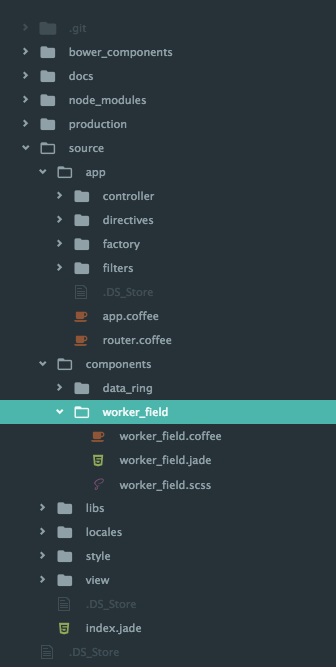 .git
bower_components
docs
node_modules
production
source
app
controller
directives
factory
filters
.DS_Store
app.coffee
router.coffee
components
data_ring
worker_field
worker_field.coffee
worker_field.jade
worker_field.scss
libs
locales
style
view
.DS_Store
index.jade
.DS_Store